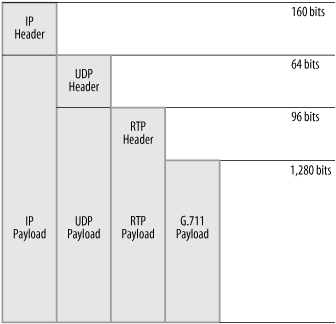 IP
Header
160 bits
UDP
Header
64 bits
RTP
Header
96 bits
1,280 bits
IP
Payload
UDP
Payload
RTP
Payload
G.711
Payload